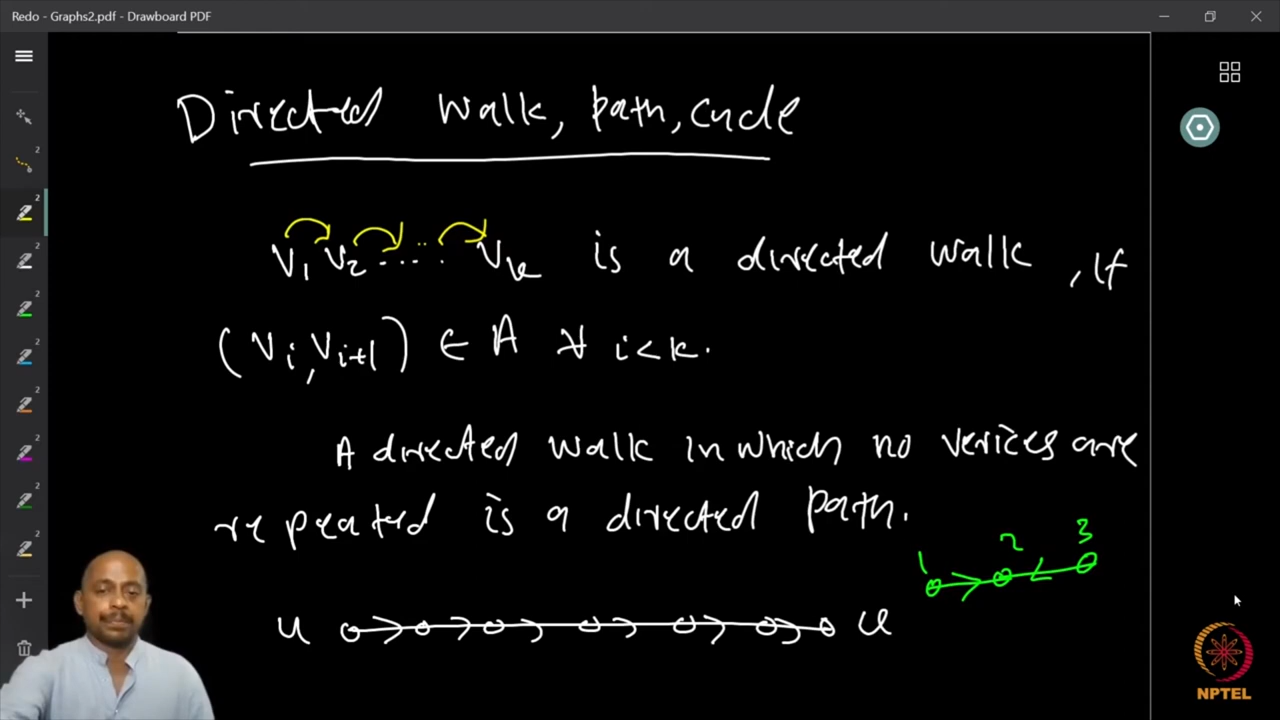 Redo - Graphs2.pdf - Drawboard PDF
Directed walk, path, cycle
V1 V2 ..... Vk is a directed walk, if
(Vi, Vi+1) ∈ A ∀ i<k.
A directed walk in which no verices are
repeated is a directed path.
1 2 3
u
NPTEL